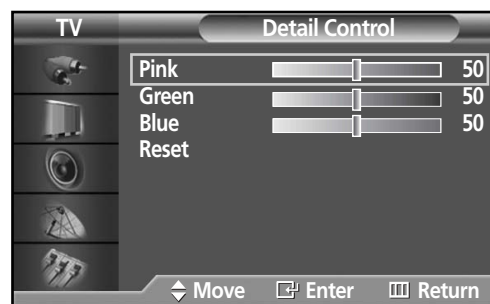 TV Detail Control
Pink 50
Green 50
Blue 50
Reset
Move Enter Return